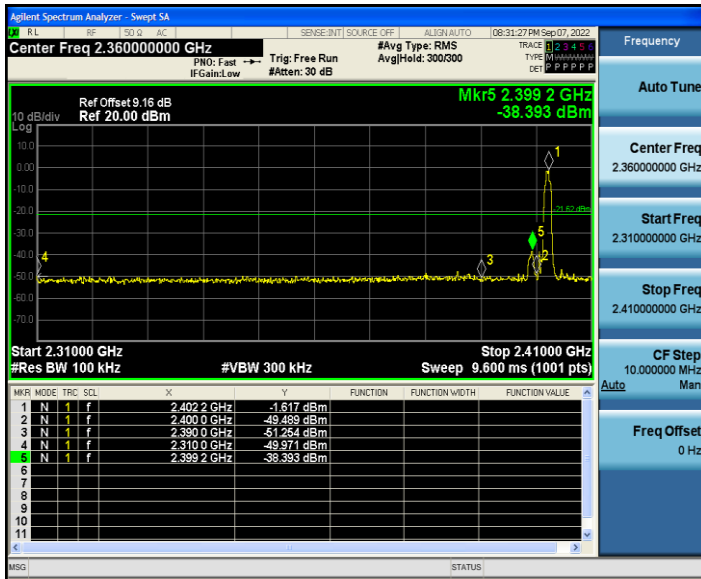 Agilent Spectrum Analyzer - Swept SA
RL RF 50 Ω AC SENSE:INT SOURCE OFF ALIGN AUTO 08:31:27 PM Sep 07, 2022
Center Freq 2.360000000 GHz
PNO: Fast
IFGain:Low
Trig: Free Run
#Atten: 30 dB
#Avg Type: RMS
Avg|Hold: 300/300
TRACE 1 2 3 4 5 6
TYPE M
DET P P P P P P
Ref Offset 9.16 dB
Ref 20.00 dBm
10 dB/div
Log
Mkr5 2.399 2 GHz
-38.393 dBm
10.0
0.00
-10.0
-20.0
-30.0
-40.0
-50.0
-60.0
-70.0
1
-21.62 dBm
5
4
3
2
Start 2.31000 GHz
Stop 2.41000 GHz
#Res BW 100 kHz
#VBW 300 kHz
Sweep 9.600 ms (1001 pts)
MKR MODE TRC SCL X Y FUNCTION FUNCTION WIDTH FUNCTION VALUE
1 N 1 f 2.402 2 GHz -1.617 dBm
2 N 1 f 2.400 0 GHz -49.489 dBm
3 N 1 f 2.390 0 GHz -51.254 dBm
4 N 1 f 2.310 0 GHz -49.971 dBm
5 N 1 f 2.399 2 GHz -38.393 dBm
6
7
8
9
10
11
MSG
STATUS
Frequency
Auto Tune
Center Freq
2.360000000 GHz
Start Freq
2.310000000 GHz
Stop Freq
2.410000000 GHz
CF Step
10.000000 MHz
Auto Man
Freq Offset
0 Hz